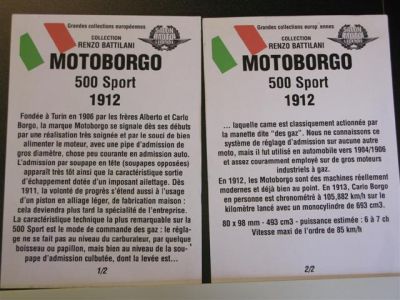 Grandes collections européennes
COLLECTION
RENZO BATTILANI
SALON
MOTO
LÉGENDE
MOTOBORGO
500 Sport
1912
Fondée à Turin en 1906 par les frères Alberto et Carlo
Borgo, la marque Motoborgo se signale dès ses débuts
par une réalisation très soignée et par le souci de bien
alimenter le moteur, avec une pipe d'admission de
gros diamètre, chose peu courante en admission auto.
L'admission par soupape en tête (soupapes opposées)
apparaît très tôt ainsi que la caractéristique sortie
d'échappement dotée d'un imposant ailettage. Dès
1911, la volonté de progrès s'étend aussi à l'usage
d'un piston en alliage léger, de fabrication maison :
cela deviendra plus tard la spécialité de l'entreprise.
La caractéristique technique la plus remarquable sur la
500 Sport est le mode de commande des gaz : le régla-
ge ne se fait pas au niveau du carburateur, par quelque
boisseau ou papillon, mais bien au niveau de la sou-
pape d'admission culbutée, dont la levée est...
1/2
Grandes collections europ ennes
COLLECTION
RENZO BATTILANI
SALON
MOTO
LÉGENDE
MOTOBORGO
500 Sport
1912
... laquelle came est classiquement actionnée par
la manette dite "des gaz". Nous ne connaissons ce
système de réglage d'admission sur aucune autre
moto, mais il fut utilisé en automobile vers 1904/1906
et assez couramment employé sur de gros moteurs
industriels à gaz.
En 1912, les Motoborgo sont des machines réellement
modernes et déjà bien au point. En 1913, Carlo Borgo
en personne est chronométré à 105,882 km/h sur le
kilomètre lancé avec un monocylindre de 693 cm3.
80 x 98 mm - 493 cm3 - puissance estimée : 6 à 7 ch
Vitesse maxi de l'ordre de 85 km/h
2/2